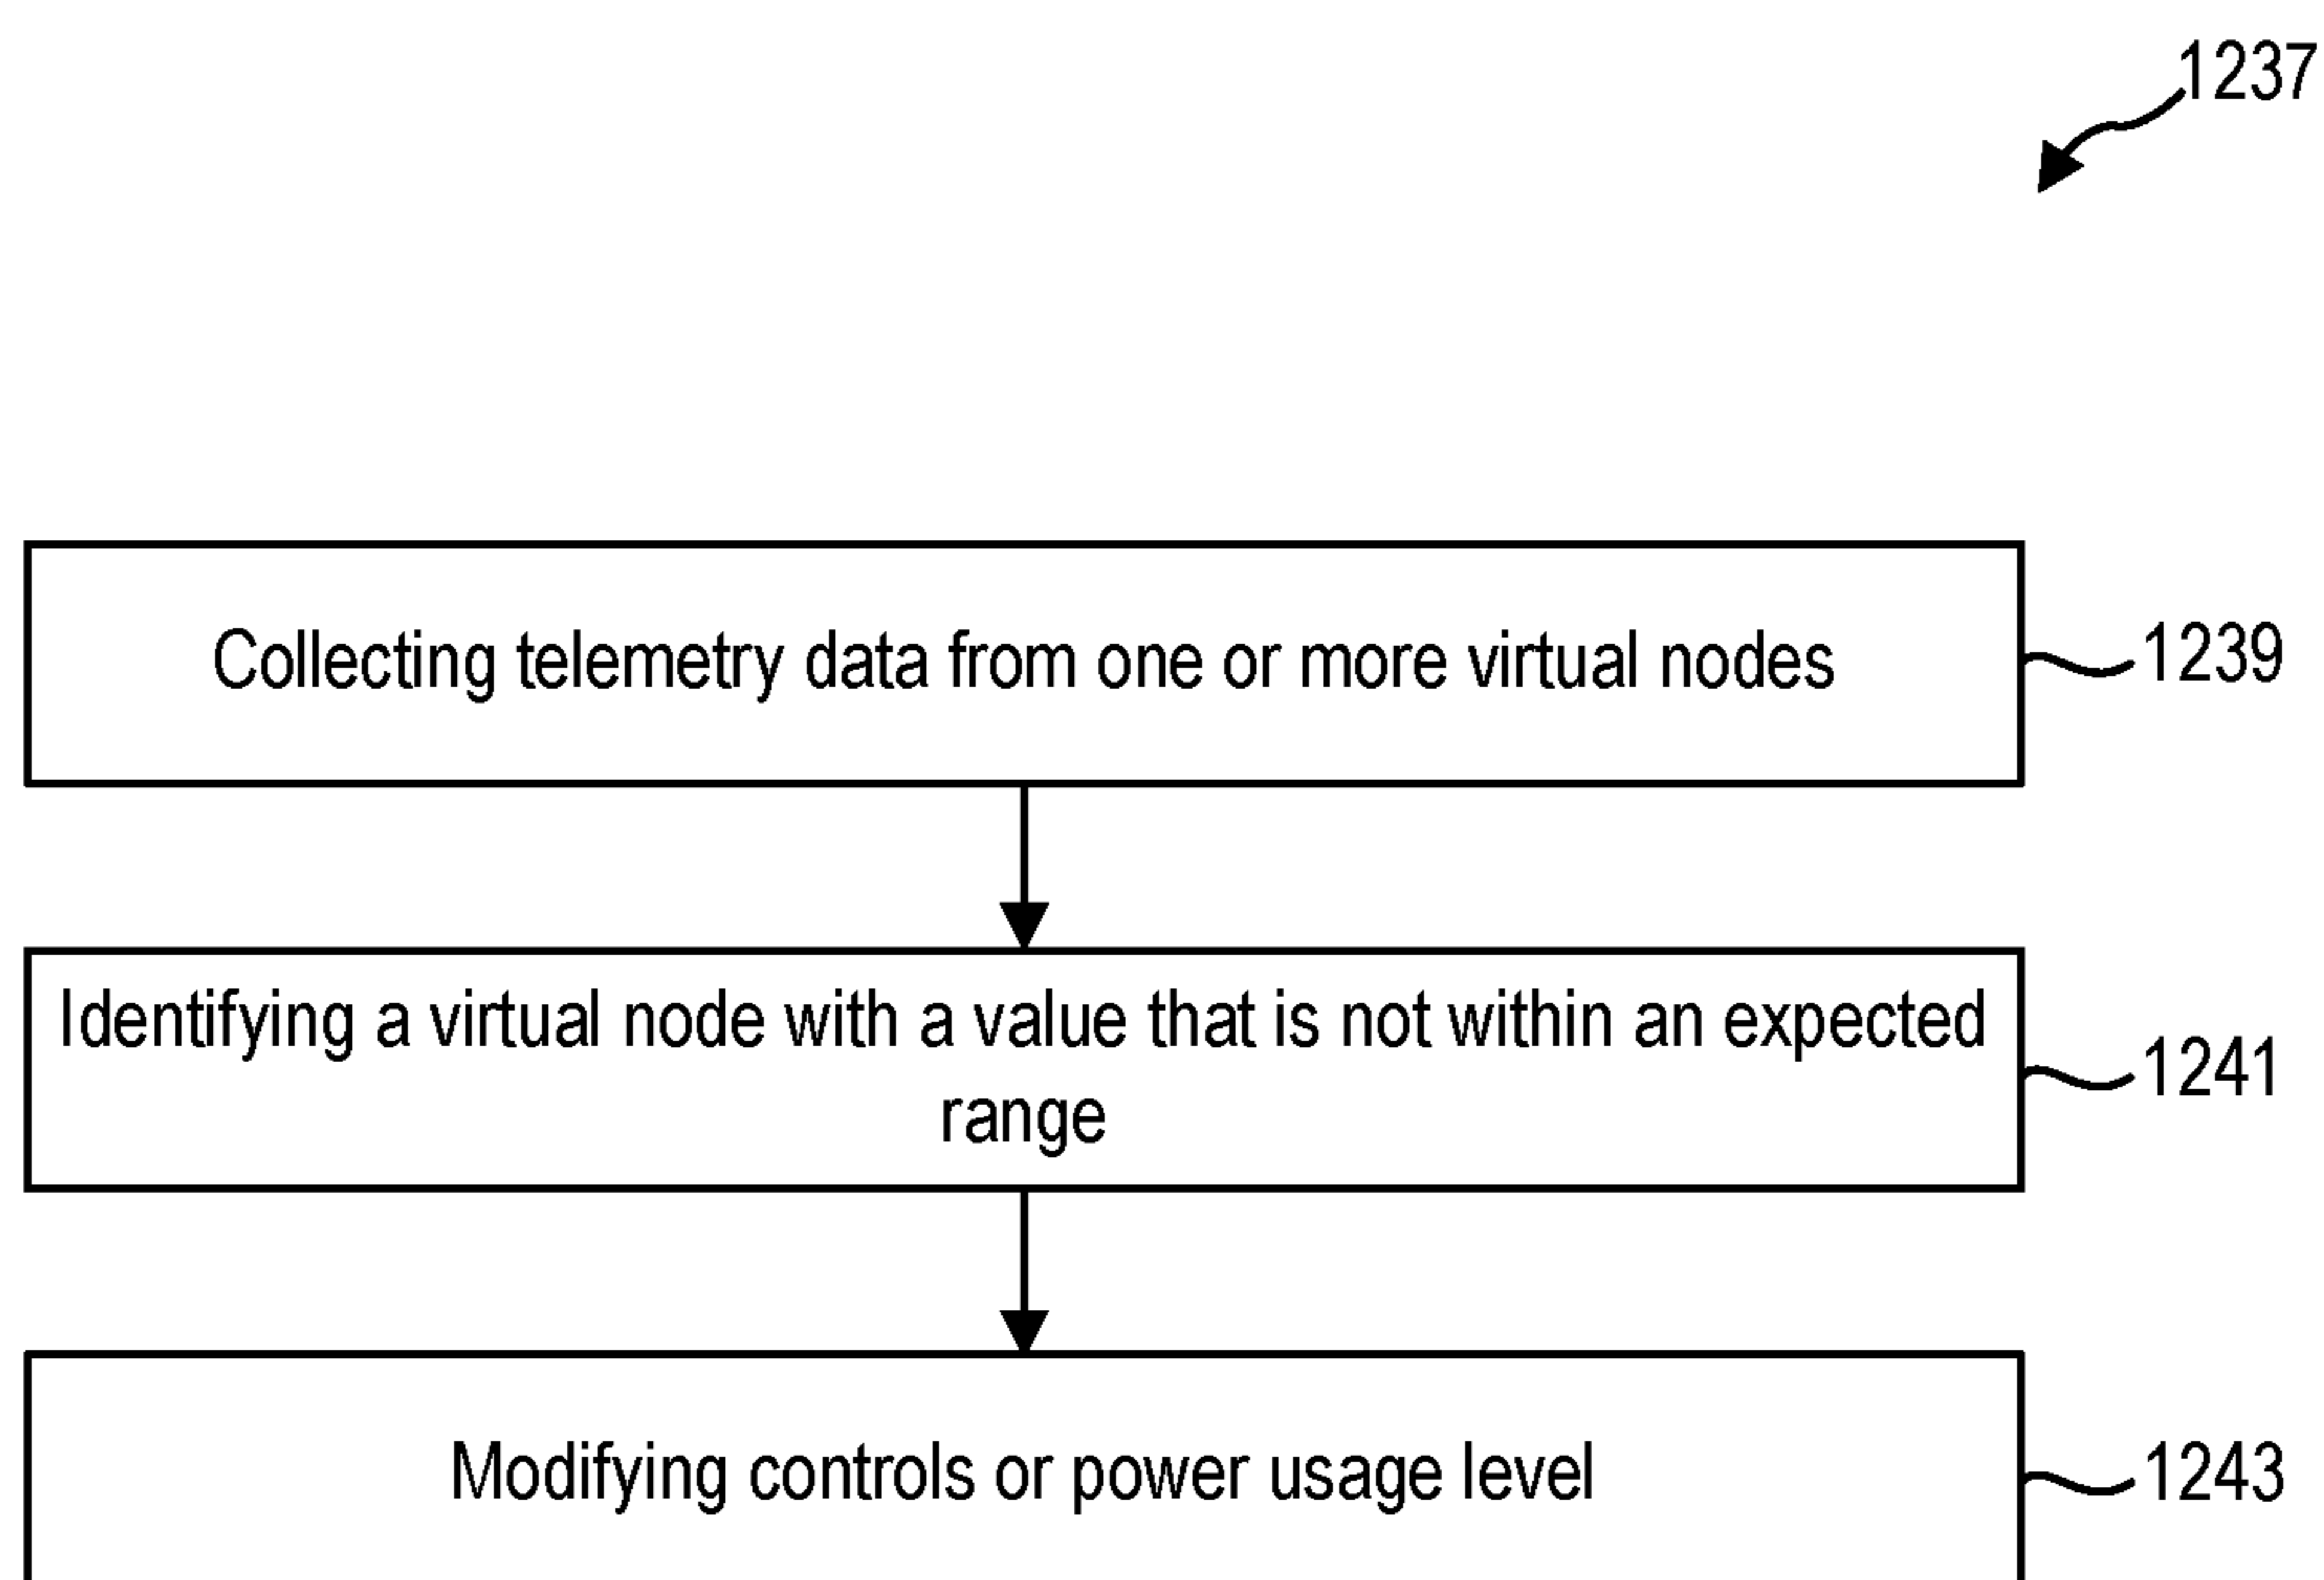 1237
Collecting telemetry data from one or more virtual nodes
1239
Identifying a virtual node with a value that is not within an expected
range
1241
Modifying controls or power usage level
1243